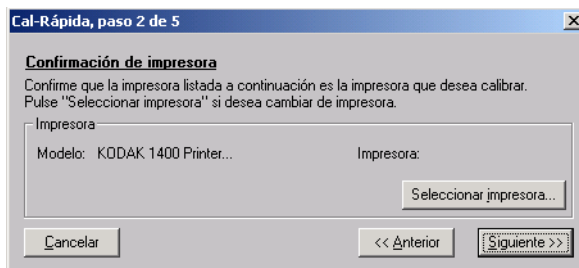 Cal-Rápida, paso 2 de 5
Confirmación de impresora
Confirme que la impresora listada a continuación es la impresora que desea calibrar.
Pulse "Seleccionar impresora" si desea cambiar de impresora.
Impresora
Modelo: KODAK 1400 Printer... Impresora:
Seleccionar impresora...
Cancelar << Anterior Siguiente >>